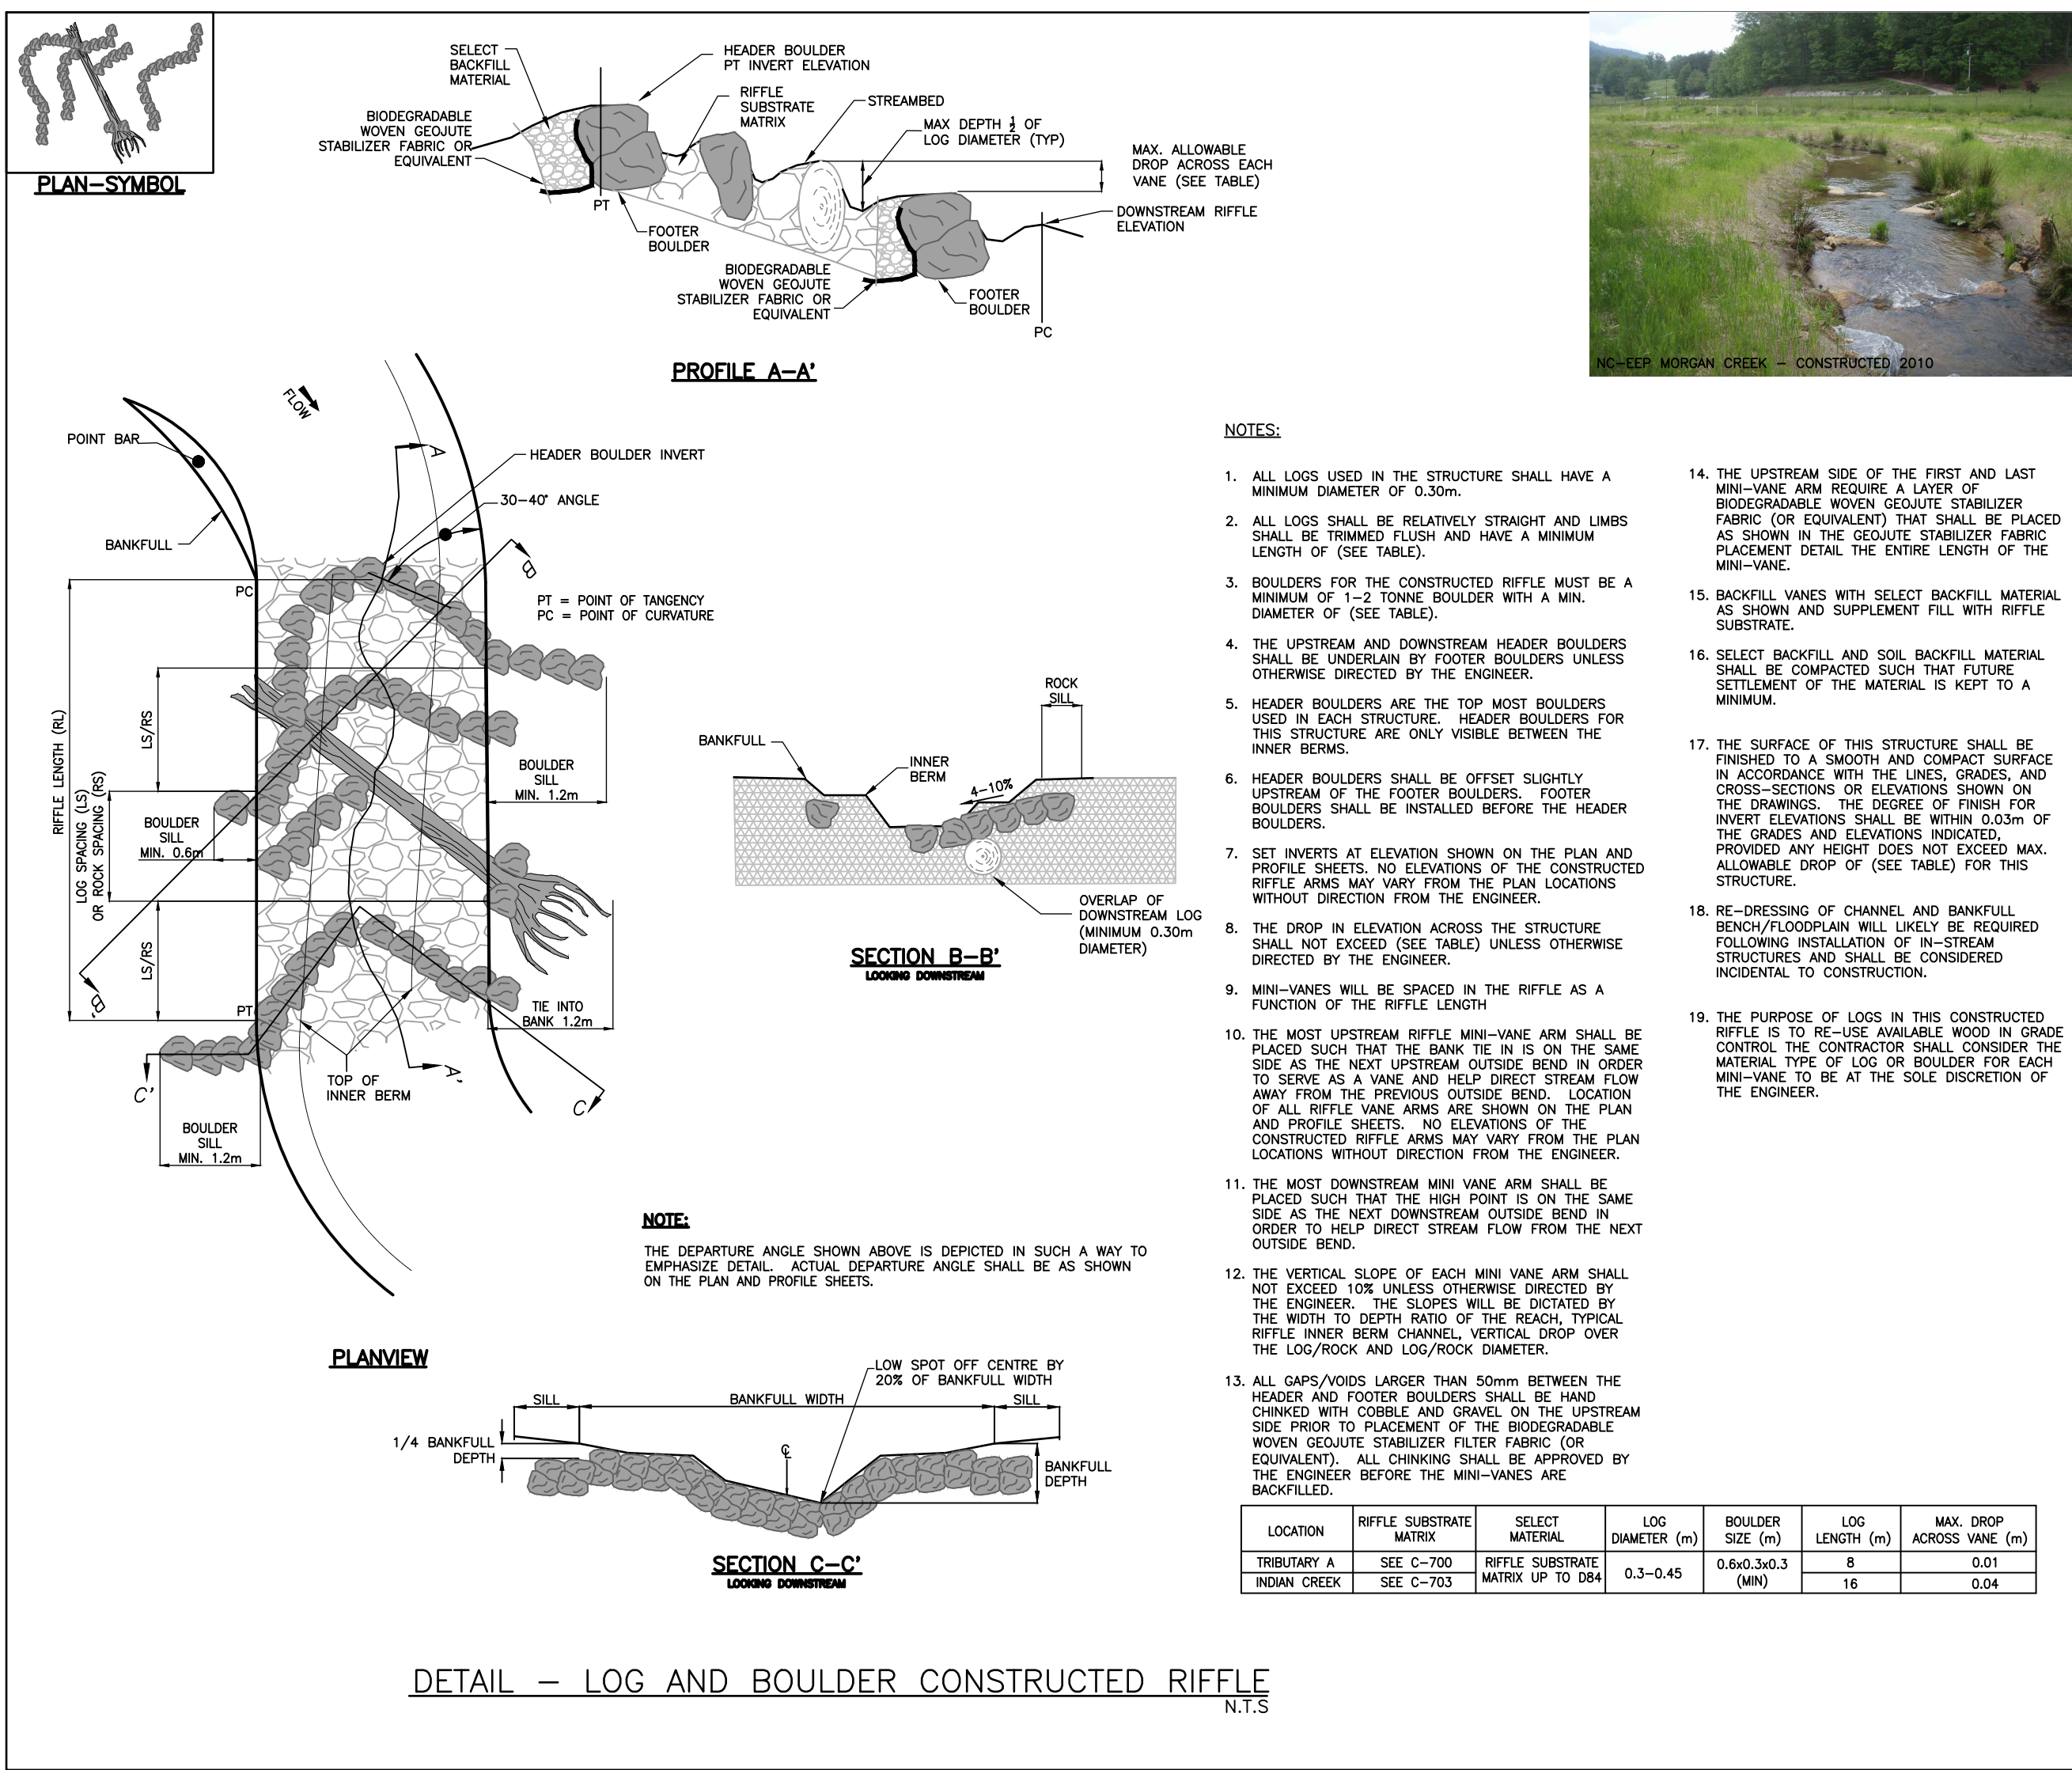 PLAN-SYMBOL
SELECT
BACKFILL
MATERIAL
HEADER BOULDER
PT INVERT ELEVATION
BIODEGRADABLE
WOVEN GEOJUTE
STABILIZER FABRIC OR
EQUIVALENT
RIFFLE
SUBSTRATE
MATRIX
STREAMBED
MAX DEPTH ½ OF
LOG DIAMETER (TYP)
MAX. ALLOWABLE
DROP ACROSS EACH
VANE (SEE TABLE)
PT
FOOTER
BOULDER
DOWNSTREAM RIFFLE
ELEVATION
BIODEGRADABLE
WOVEN GEOJUTE
STABILIZER FABRIC OR
EQUIVALENT
FOOTER
BOULDER
PC
PROFILE A-A'
NC-EEP MORGAN CREEK - CONSTRUCTED 2010
FLOW
POINT BAR
BANKFULL
A
HEADER BOULDER INVERT
30-40° ANGLE
B
PC
PT = POINT OF TANGENCY
PC = POINT OF CURVATURE
RIFFLE LENGTH (RL)
LS/RS
LOG SPACING (LS)
OR ROCK SPACING (RS)
LS/RS
BOULDER
SILL
MIN. 1.2m
BOULDER
SILL
MIN. 0.6m
B'
PT
TIE INTO
BANK 1.2m
TOP OF
INNER BERM
A'
C'
C
BOULDER
SILL
MIN. 1.2m
PLANVIEW
ROCK
SILL
BANKFULL
INNER
BERM
4-10%
OVERLAP OF
DOWNSTREAM LOG
(MINIMUM 0.30m
DIAMETER)
SECTION B-B'
LOOKING DOWNSTREAM
NOTE:
THE DEPARTURE ANGLE SHOWN ABOVE IS DEPICTED IN SUCH A WAY TO
EMPHASIZE DETAIL. ACTUAL DEPARTURE ANGLE SHALL BE AS SHOWN
ON THE PLAN AND PROFILE SHEETS.
LOW SPOT OFF CENTRE BY
20% OF BANKFULL WIDTH
SILL
BANKFULL WIDTH
SILL
1/4 BANKFULL
DEPTH
℄
BANKFULL
DEPTH
SECTION C-C'
LOOKING DOWNSTREAM
NOTES:
1. ALL LOGS USED IN THE STRUCTURE SHALL HAVE A
MINIMUM DIAMETER OF 0.30m.
2. ALL LOGS SHALL BE RELATIVELY STRAIGHT AND LIMBS
SHALL BE TRIMMED FLUSH AND HAVE A MINIMUM
LENGTH OF (SEE TABLE).
3. BOULDERS FOR THE CONSTRUCTED RIFFLE MUST BE A
MINIMUM OF 1-2 TONNE BOULDER WITH A MIN.
DIAMETER OF (SEE TABLE).
4. THE UPSTREAM AND DOWNSTREAM HEADER BOULDERS
SHALL BE UNDERLAIN BY FOOTER BOULDERS UNLESS
OTHERWISE DIRECTED BY THE ENGINEER.
5. HEADER BOULDERS ARE THE TOP MOST BOULDERS
USED IN EACH STRUCTURE. HEADER BOULDERS FOR
THIS STRUCTURE ARE ONLY VISIBLE BETWEEN THE
INNER BERMS.
6. HEADER BOULDERS SHALL BE OFFSET SLIGHTLY
UPSTREAM OF THE FOOTER BOULDERS. FOOTER
BOULDERS SHALL BE INSTALLED BEFORE THE HEADER
BOULDERS.
7. SET INVERTS AT ELEVATION SHOWN ON THE PLAN AND
PROFILE SHEETS. NO ELEVATIONS OF THE CONSTRUCTED
RIFFLE ARMS MAY VARY FROM THE PLAN LOCATIONS
WITHOUT DIRECTION FROM THE ENGINEER.
8. THE DROP IN ELEVATION ACROSS THE STRUCTURE
SHALL NOT EXCEED (SEE TABLE) UNLESS OTHERWISE
DIRECTED BY THE ENGINEER.
9. MINI-VANES WILL BE SPACED IN THE RIFFLE AS A
FUNCTION OF THE RIFFLE LENGTH
10. THE MOST UPSTREAM RIFFLE MINI-VANE ARM SHALL BE
PLACED SUCH THAT THE BANK TIE IN IS ON THE SAME
SIDE AS THE NEXT UPSTREAM OUTSIDE BEND IN ORDER
TO SERVE AS A VANE AND HELP DIRECT STREAM FLOW
AWAY FROM THE PREVIOUS OUTSIDE BEND. LOCATION
OF ALL RIFFLE VANE ARMS ARE SHOWN ON THE PLAN
AND PROFILE SHEETS. NO ELEVATIONS OF THE
CONSTRUCTED RIFFLE ARMS MAY VARY FROM THE PLAN
LOCATIONS WITHOUT DIRECTION FROM THE ENGINEER.
11. THE MOST DOWNSTREAM MINI VANE ARM SHALL BE
PLACED SUCH THAT THE HIGH POINT IS ON THE SAME
SIDE AS THE NEXT DOWNSTREAM OUTSIDE BEND IN
ORDER TO HELP DIRECT STREAM FLOW FROM THE NEXT
OUTSIDE BEND.
12. THE VERTICAL SLOPE OF EACH MINI VANE ARM SHALL
NOT EXCEED 10% UNLESS OTHERWISE DIRECTED BY
THE ENGINEER. THE SLOPES WILL BE DICTATED BY
THE WIDTH TO DEPTH RATIO OF THE REACH, TYPICAL
RIFFLE INNER BERM CHANNEL, VERTICAL DROP OVER
THE LOG/ROCK AND LOG/ROCK DIAMETER.
13. ALL GAPS/VOIDS LARGER THAN 50mm BETWEEN THE
HEADER AND FOOTER BOULDERS SHALL BE HAND
CHINKED WITH COBBLE AND GRAVEL ON THE UPSTREAM
SIDE PRIOR TO PLACEMENT OF THE BIODEGRADABLE
WOVEN GEOJUTE STABILIZER FILTER FABRIC (OR
EQUIVALENT). ALL CHINKING SHALL BE APPROVED BY
THE ENGINEER BEFORE THE MINI-VANES ARE
BACKFILLED.
14. THE UPSTREAM SIDE OF THE FIRST AND LAST
MINI-VANE ARM REQUIRE A LAYER OF
BIODEGRADABLE WOVEN GEOJUTE STABILIZER
FABRIC (OR EQUIVALENT) THAT SHALL BE PLACED
AS SHOWN IN THE GEOJUTE STABILIZER FABRIC
PLACEMENT DETAIL THE ENTIRE LENGTH OF THE
MINI-VANE.
15. BACKFILL VANES WITH SELECT BACKFILL MATERIAL
AS SHOWN AND SUPPLEMENT FILL WITH RIFFLE
SUBSTRATE.
16. SELECT BACKFILL AND SOIL BACKFILL MATERIAL
SHALL BE COMPACTED SUCH THAT FUTURE
SETTLEMENT OF THE MATERIAL IS KEPT TO A
MINIMUM.
17. THE SURFACE OF THIS STRUCTURE SHALL BE
FINISHED TO A SMOOTH AND COMPACT SURFACE
IN ACCORDANCE WITH THE LINES, GRADES, AND
CROSS-SECTIONS OR ELEVATIONS SHOWN ON
THE DRAWINGS. THE DEGREE OF FINISH FOR
INVERT ELEVATIONS SHALL BE WITHIN 0.03m OF
THE GRADES AND ELEVATIONS INDICATED,
PROVIDED ANY HEIGHT DOES NOT EXCEED MAX.
ALLOWABLE DROP OF (SEE TABLE) FOR THIS
STRUCTURE.
18. RE-DRESSING OF CHANNEL AND BANKFULL
BENCH/FLOODPLAIN WILL LIKELY BE REQUIRED
FOLLOWING INSTALLATION OF IN-STREAM
STRUCTURES AND SHALL BE CONSIDERED
INCIDENTAL TO CONSTRUCTION.
19. THE PURPOSE OF LOGS IN THIS CONSTRUCTED
RIFFLE IS TO RE-USE AVAILABLE WOOD IN GRADE
CONTROL THE CONTRACTOR SHALL CONSIDER THE
MATERIAL TYPE OF LOG OR BOULDER FOR EACH
MINI-VANE TO BE AT THE SOLE DISCRETION OF
THE ENGINEER.
LOCATION RIFFLE SUBSTRATE MATRIX SELECT MATERIAL LOG DIAMETER (m) BOULDER SIZE (m) LOG LENGTH (m) MAX. DROP ACROSS VANE (m)
TRIBUTARY A SEE C-700 RIFFLE SUBSTRATE MATRIX UP TO D84 0.3-0.45 0.6x0.3x0.3 (MIN) 8 0.01
INDIAN CREEK SEE C-703 16 0.04
DETAIL - LOG AND BOULDER CONSTRUCTED RIFFLE
N.T.S